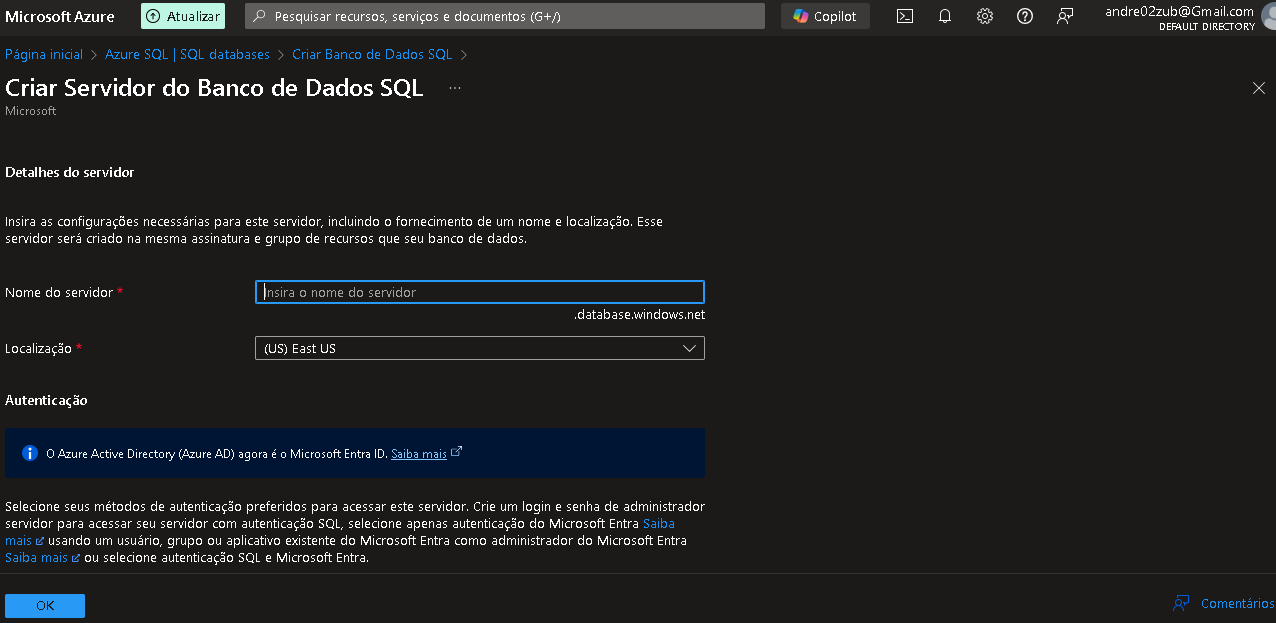 Microsoft Azure
Atualizar
Pesquisar recursos, serviços e documentos (G+/)
Copilot
andre02zub@Gmail.com
DEFAULT DIRECTORY
Página inicial > Azure SQL | SQL databases > Criar Banco de Dados SQL >
Criar Servidor do Banco de Dados SQL ...
Microsoft
Detalhes do servidor
Insira as configurações necessárias para este servidor, incluindo o fornecimento de um nome e localização. Esse
servidor será criado na mesma assinatura e grupo de recursos que seu banco de dados.
Nome do servidor *
Insira o nome do servidor
.database.windows.net
Localização *
(US) East US
Autenticação
O Azure Active Directory (Azure AD) agora é o Microsoft Entra ID. Saiba mais
Selecione seus métodos de autenticação preferidos para acessar este servidor. Crie um login e senha de administrador
servidor para acessar seu servidor com autenticação SQL, selecione apenas autenticação do Microsoft Entra Saiba
mais usando um usuário, grupo ou aplicativo existente do Microsoft Entra como administrador do Microsoft Entra
Saiba mais ou selecione autenticação SQL e Microsoft Entra.
OK
Comentários